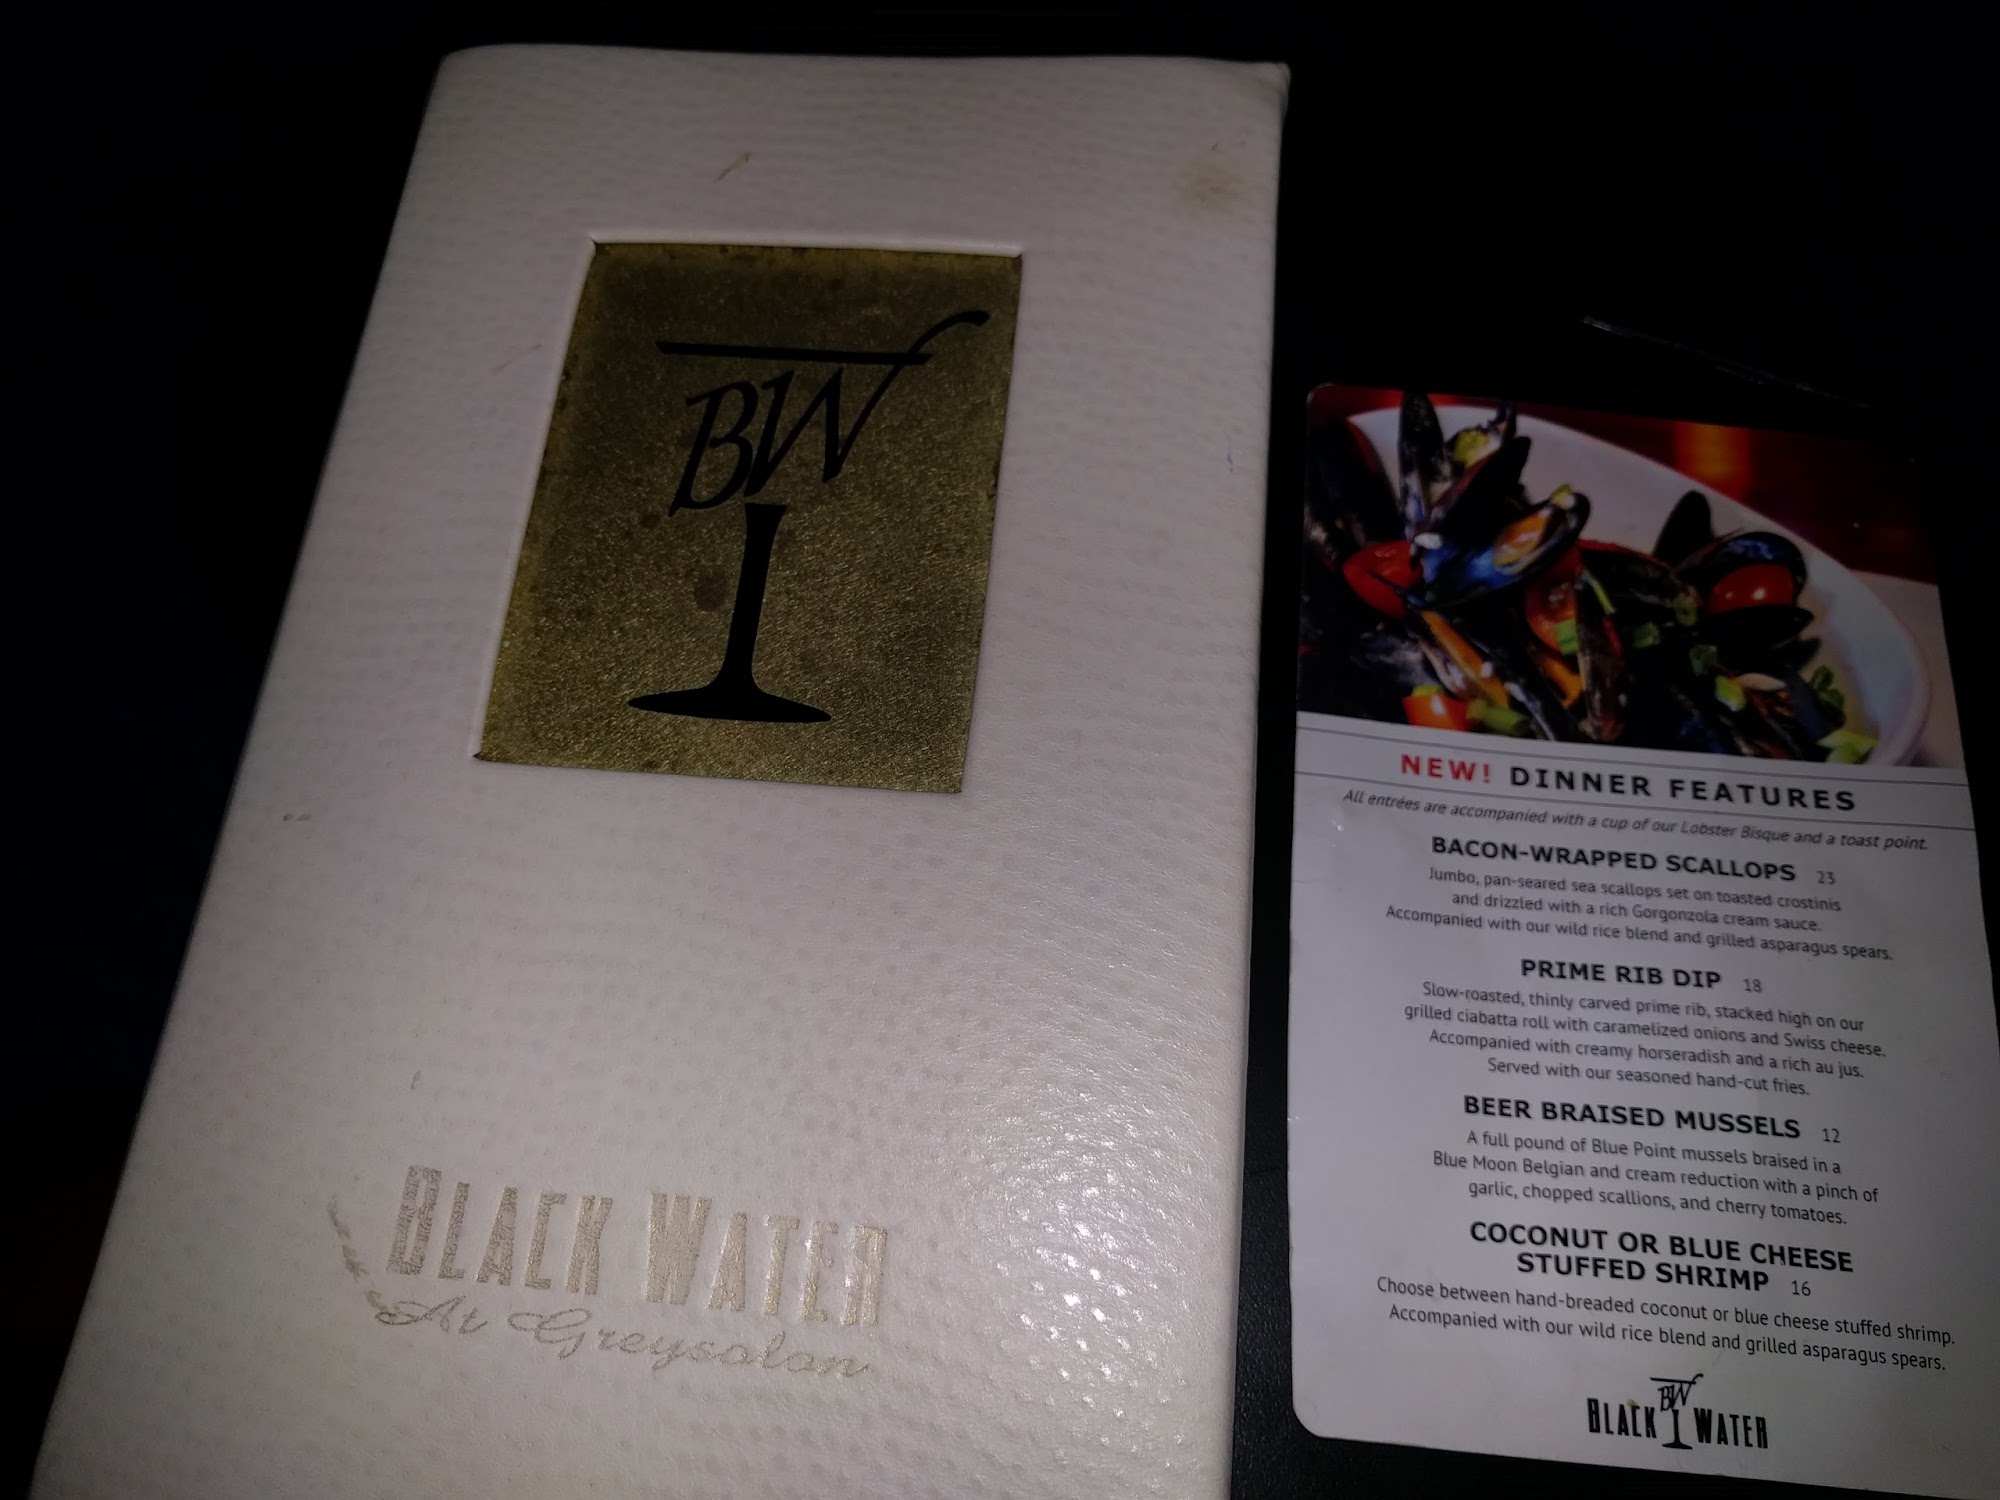 BW
BLACK WATER
At Greysolon
NEW! DINNER FEATURES
All entrées are accompanied with a cup of our Lobster Bisque and a toast point.
BACON-WRAPPED SCALLOPS 23
Jumbo, pan-seared sea scallops set on toasted crostinis
and drizzled with a rich Gorgonzola cream sauce.
Accompanied with our wild rice blend and grilled asparagus spears.
PRIME RIB DIP 18
Slow-roasted, thinly carved prime rib, stacked high on our
grilled ciabatta roll with caramelized onions and Swiss cheese.
Accompanied with creamy horseradish and a rich au jus.
Served with our seasoned hand-cut fries.
BEER BRAISED MUSSELS 12
A full pound of Blue Point mussels braised in a
Blue Moon Belgian and cream reduction with a pinch of
garlic, chopped scallions, and cherry tomatoes.
COCONUT OR BLUE CHEESE
STUFFED SHRIMP 16
Choose between hand-breaded coconut or blue cheese stuffed shrimp.
Accompanied with our wild rice blend and grilled asparagus spears.
BW
BLACK WATER